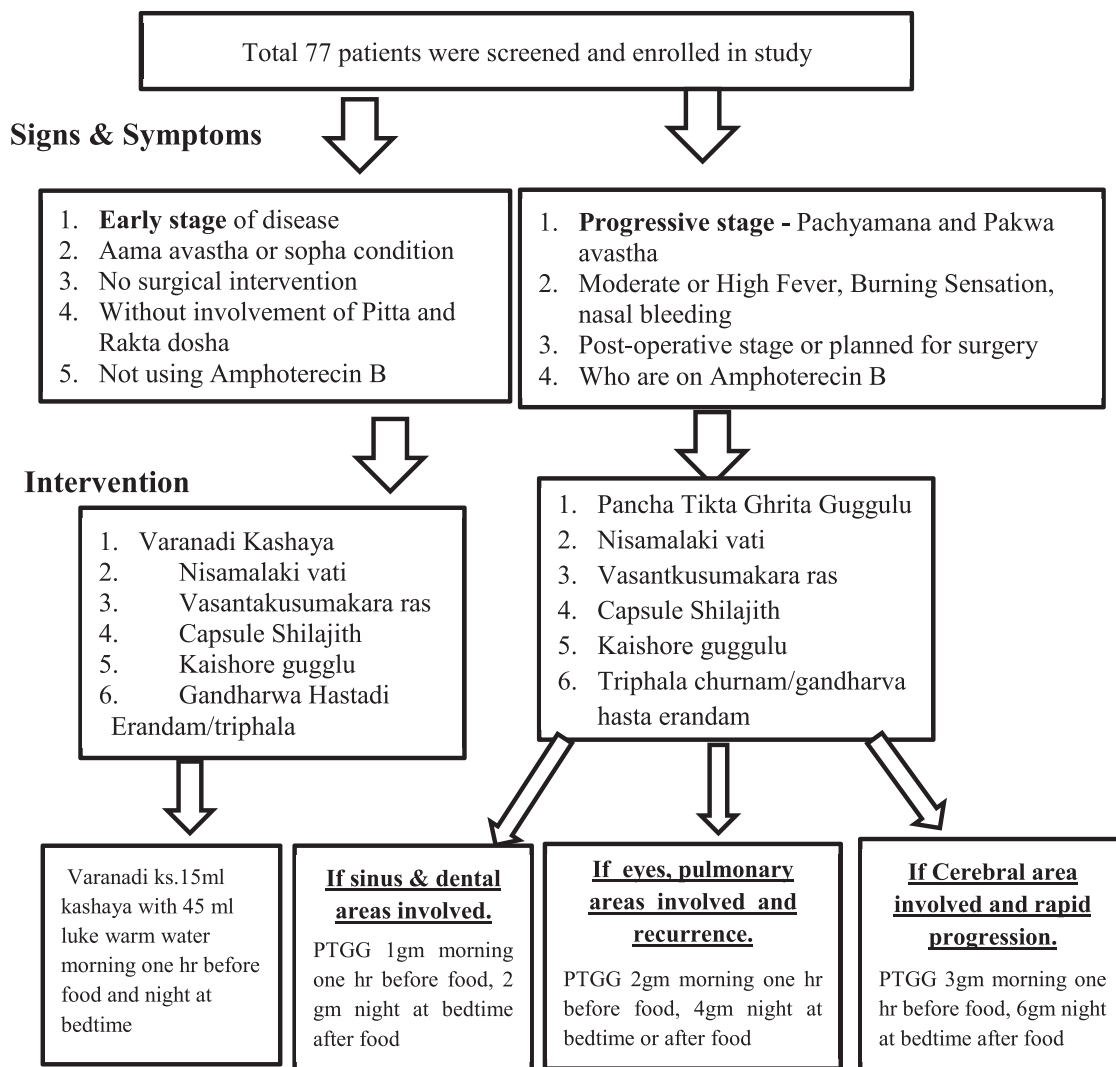 Total 77 patients were screened and enrolled in study
Signs & Symptoms
1. Early stage of disease
2. Aama avastha or sopha condition
3. No surgical intervention
4. Without involvement of Pitta and
Rakta dosha
5. Not using Amphoterecin B
1. Progressive stage - Pachyamana and Pakwa
avastha
2. Moderate or High Fever, Burning Sensation,
nasal bleeding
3. Post-operative stage or planned for surgery
4. Who are on Amphoterecin B
Intervention
1. Varanadi Kashaya
2. Nisamalaki vati
3. Vasantakusumakara ras
4. Capsule Shilajith
5. Kaishore gugglu
6. Gandharwa Hastadi
Erandam/triphala
1. Pancha Tikta Ghrita Guggulu
2. Nisamalaki vati
3. Vasantkusumakara ras
4. Capsule Shilajith
5. Kaishore guggulu
6. Triphala churnam/gandharva
hasta erandam
Varanadi ks.15ml
kashaya with 45 ml
luke warm water
morning one hr before
food and night at
bedtime
If sinus & dental
areas involved.
PTGG 1gm morning
one hr before food, 2
gm night at bedtime
after food
If eyes, pulmonary
areas involved and
recurrence.
PTGG 2gm morning one hr
before food, 4gm night at
bedtime or after food
If Cerebral area
involved and rapid
progression.
PTGG 3gm morning one
hr before food, 6gm night
at bedtime after food